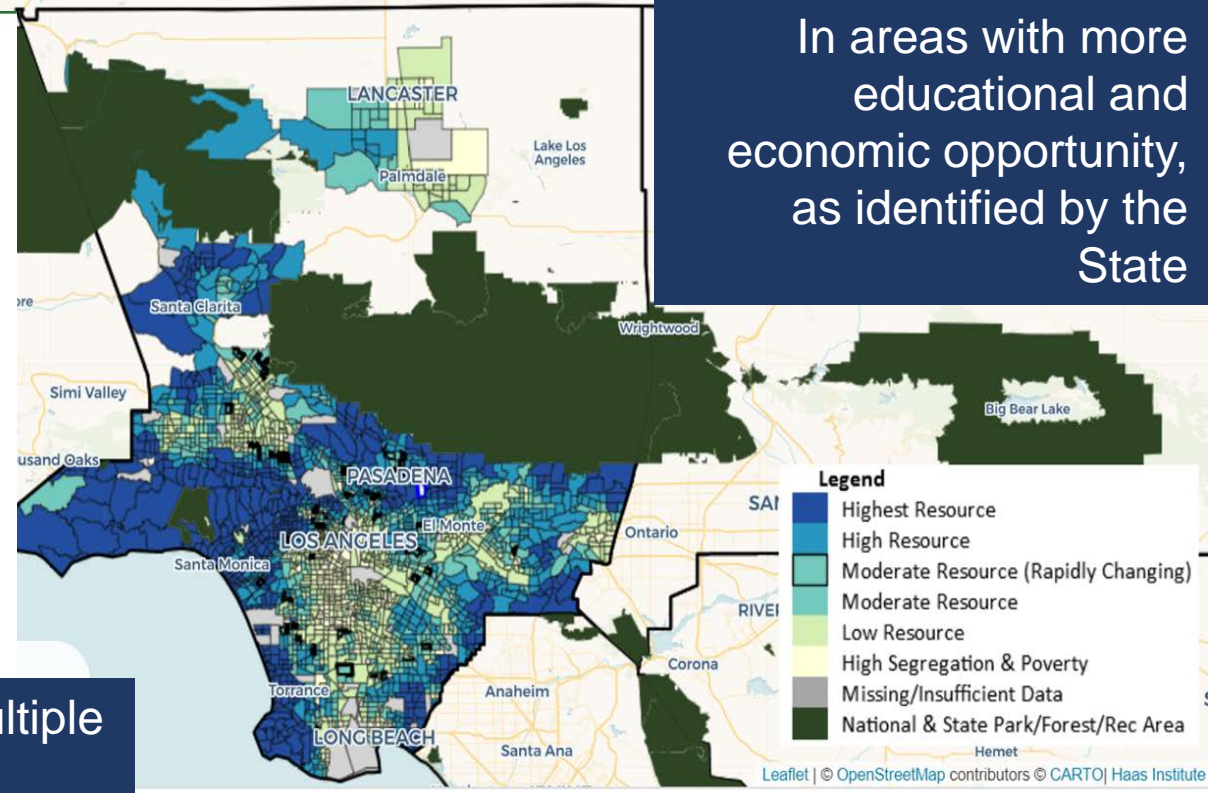 In areas with more
educational and
economic opportunity,
as identified by the
State
LANCASTER
Lake Los
Angeles
Palmdale
Santa Clarita
Wrightwood
Simi Valley
Big Bear Lake
usand Oaks
PASADENA
El Monte
LOS ANGELES
Ontario
Santa Monica
Torrance
LONG BEACH
Anaheim
Santa Ana
Corona
Hemet
Legend
Highest Resource
High Resource
Moderate Resource (Rapidly Changing)
Moderate Resource
Low Resource
High Segregation & Poverty
Missing/Insufficient Data
National & State Park/Forest/Rec Area
SA
RIVE
ultiple
Leaflet | © OpenStreetMap contributors © CARTO| Haas Institute